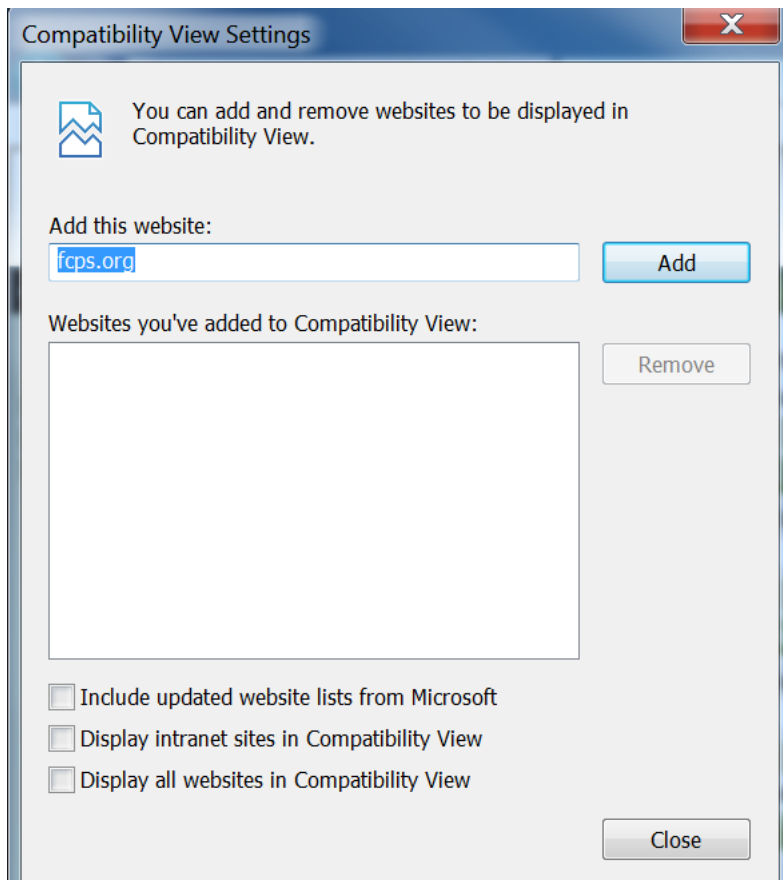 Compatibility View Settings
You can add and remove websites to be displayed in
Compatibility View.
Add this website:
fcps.org
Add
Websites you've added to Compatibility View:
Remove
Include updated website lists from Microsoft
Display intranet sites in Compatibility View
Display all websites in Compatibility View
Close